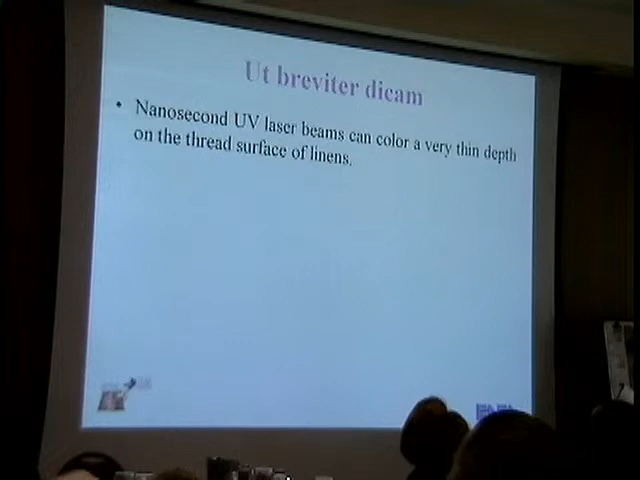 Ut breviter dicam
• Nanosecond UV laser beams can color a very thin depth
on the thread surface of linens.